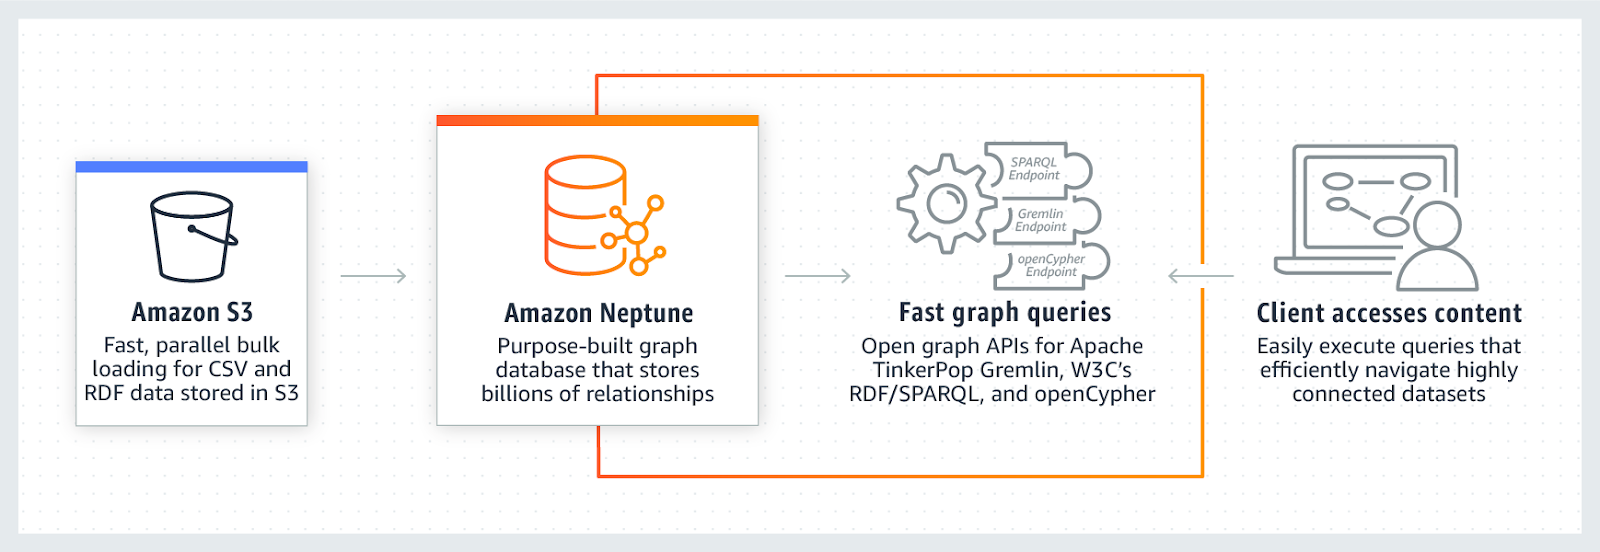 Amazon S3
Fast, parallel bulk
loading for CSV and
RDF data stored in S3
Amazon Neptune
Purpose-built graph
database that stores
billions of relationships
SPARQL
Endpoint
Gremlin
Endpoint
openCypher
Endpoint
Fast graph queries
Open graph APIs for Apache
TinkerPop Gremlin, W3C's
RDF/SPARQL, and openCypher
Client accesses content
Easily execute queries that
efficiently navigate highly
connected datasets